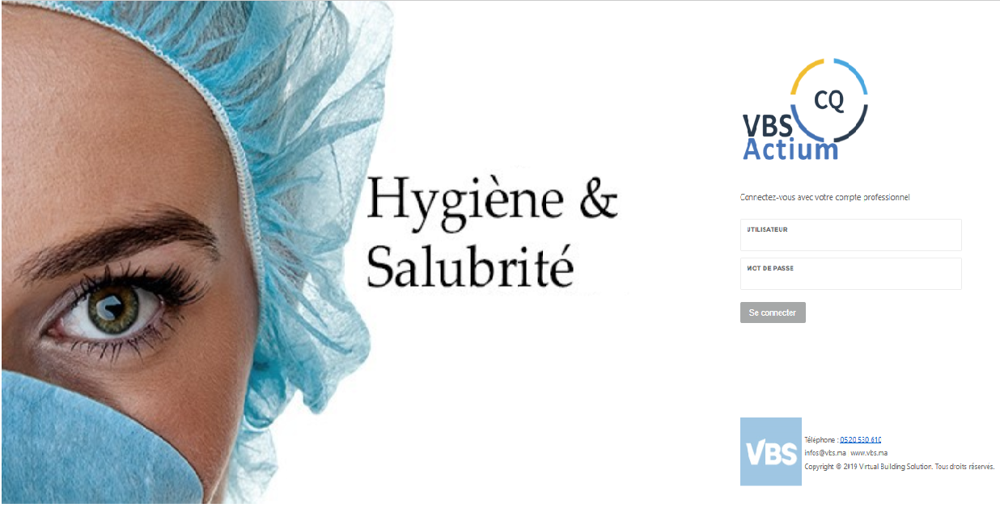 Hygiène &
Salubrité
CQ
VBS
Actium
Connectez-vous avec votre compte professionnel
UTILISATEUR
MOT DE PASSE
Se connecter
VBS
Téléphone : 0520 530 610
infos@vbs.ma www.vbs.ma
Copyright © 2019 Virtual Building Solution. Tous droits réservés.